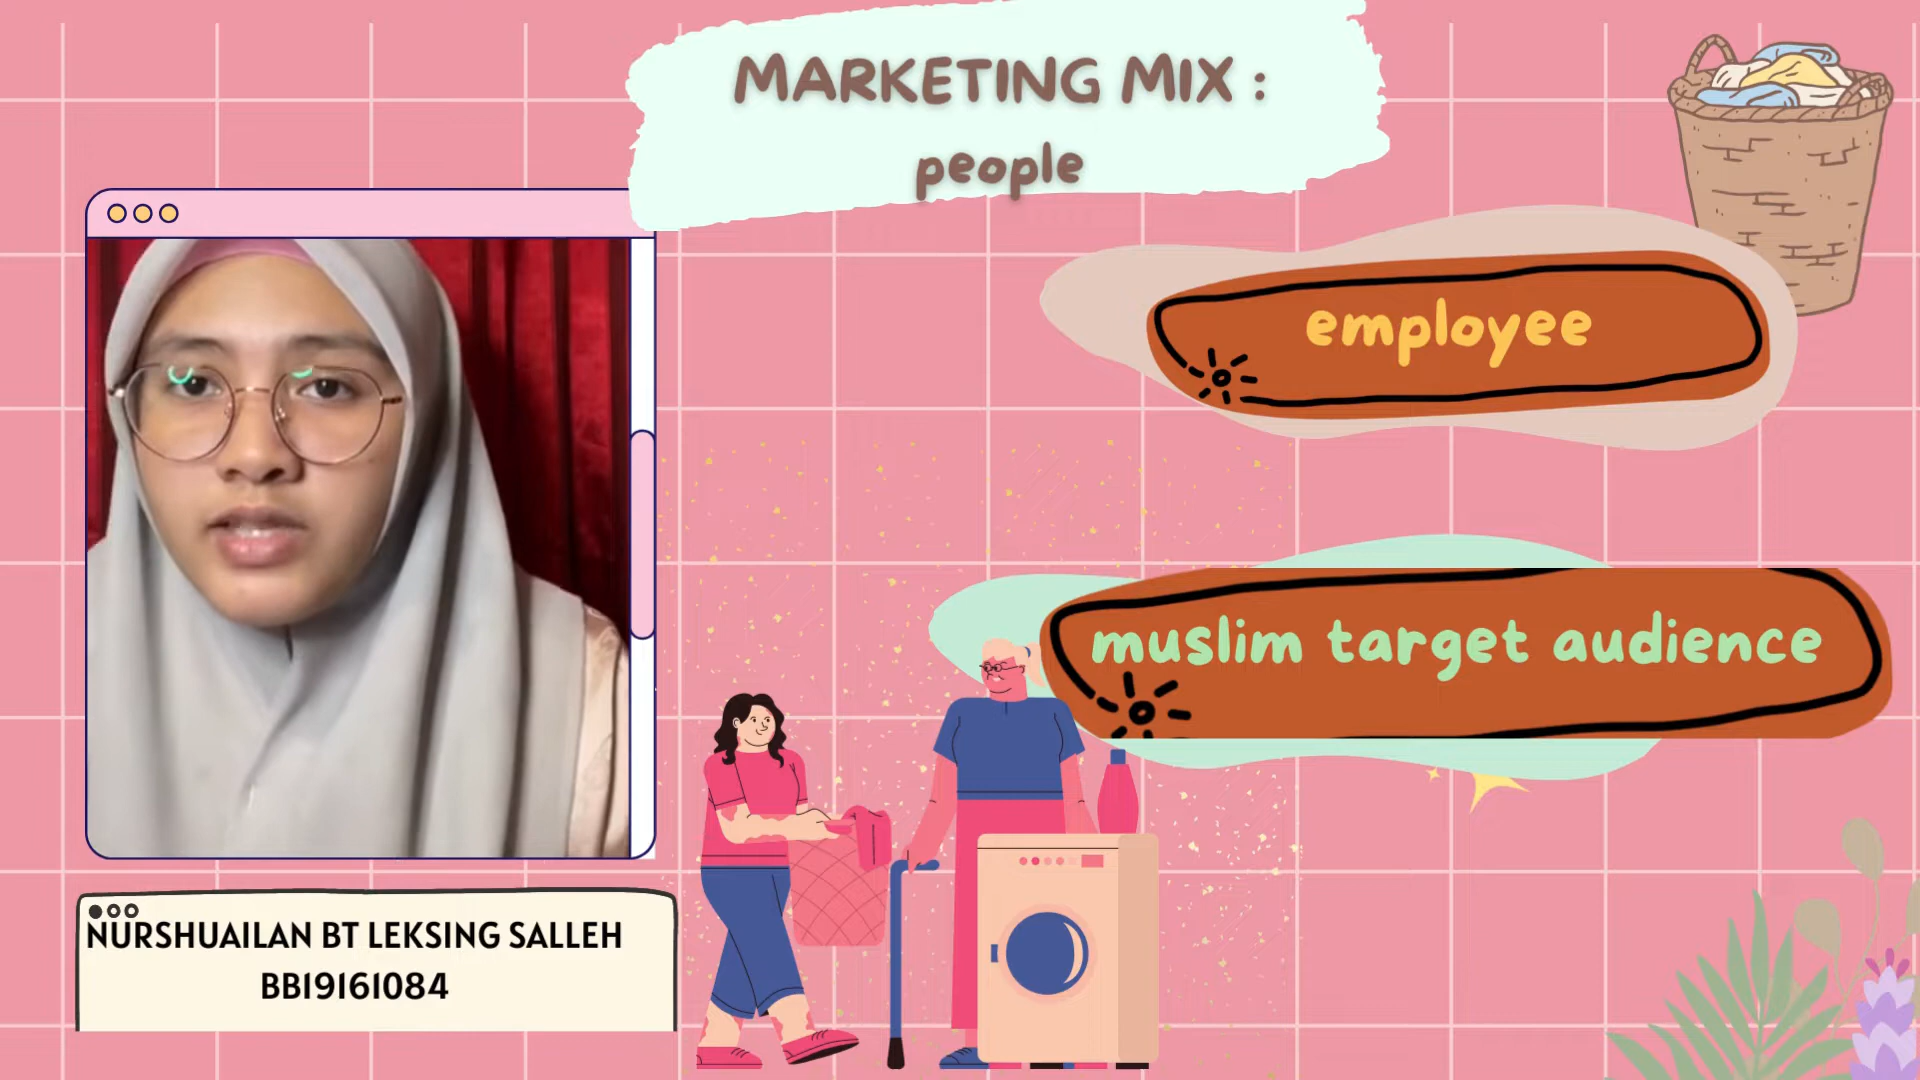 MARKETING MIX :
people
employee
muslim target audience
NURSHUAILAN BT LEKSING SALLEH
BB19161084